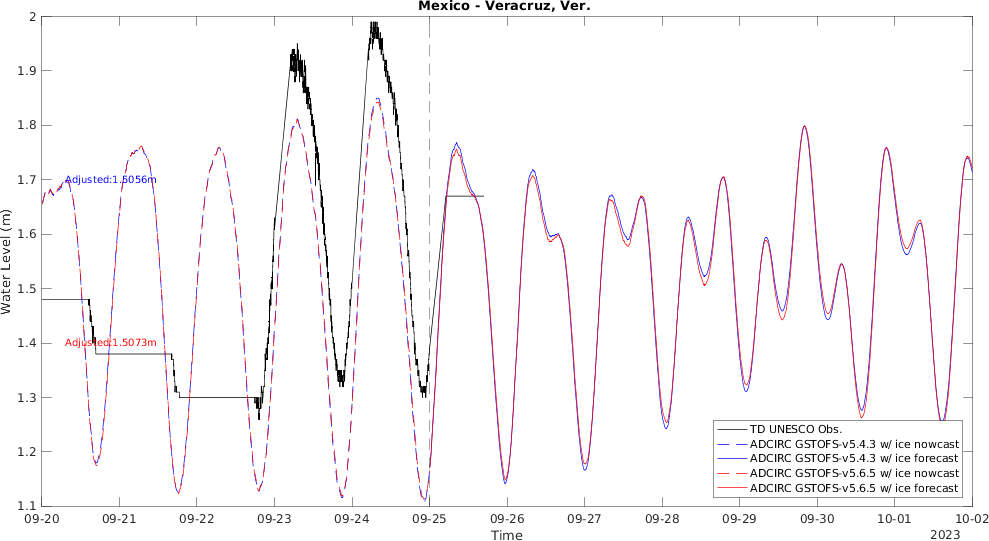 Mexico - Veracruz, Ver.
2
1.9
1.8
1.7
1.6
1.5
1.4
1.3
1.2
1.1
Water Level (m)
Adjusted:1.5056m
Adjusted:1.5073m
TD UNESCO Obs.
ADCIRC GSTOFS-v5.4.3 w/ ice nowcast
ADCIRC GSTOFS-v5.4.3 w/ ice forecast
ADCIRC GSTOFS-v5.6.5 w/ ice nowcast
ADCIRC GSTOFS-v5.6.5 w/ ice forecast
09-20 09-21 09-22 09-23 09-24 09-25 09-26 09-27 09-28 09-29 09-30 10-01 10-02
Time
2023